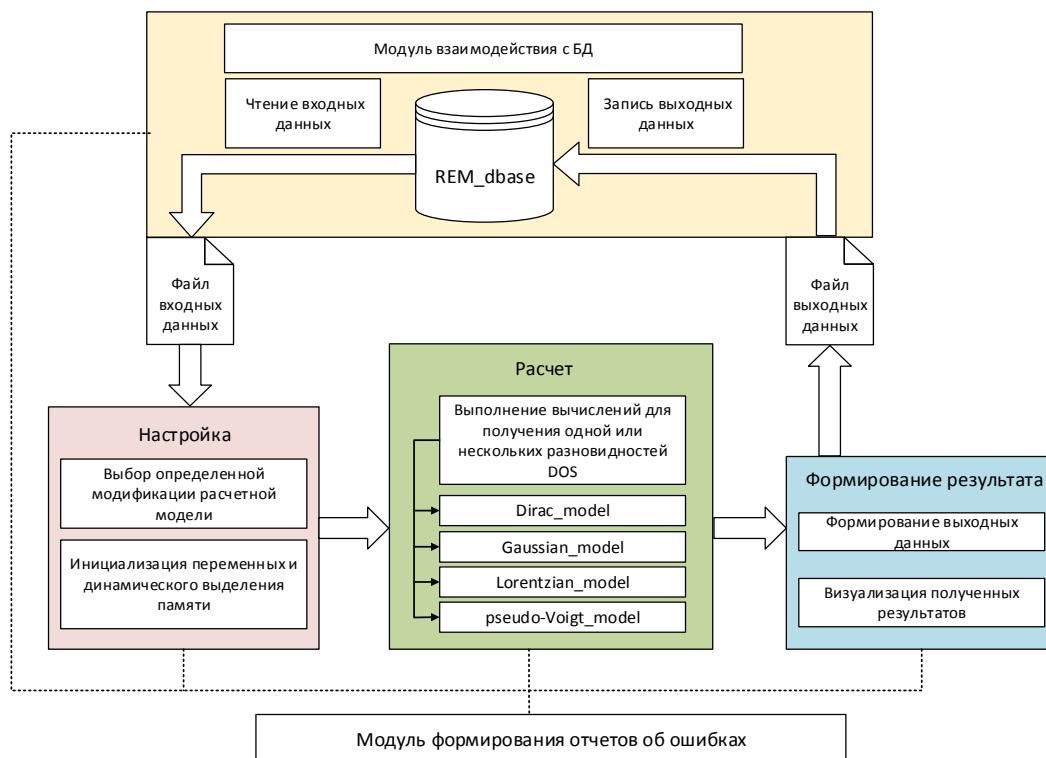 Модуль взаимодействия с БД
Чтение входных
данных
Запись выходных
данных
REM_dbase
Файл
входных
данных
Файл
выходных
данных
Расчет
Выполнение вычислений для
получения одной или
нескольких разновидностей
DOS
Dirac_model
Gaussian_model
Lorentzian_model
pseudo-Voigt_model
Настройка
Выбор определенной
модификации расчетной
модели
Инициализация переменных и
динамического выделения
памяти
Формирование результата
Формирование выходных
данных
Визуализация полученных
результатов
Модуль формирования отчетов об ошибках